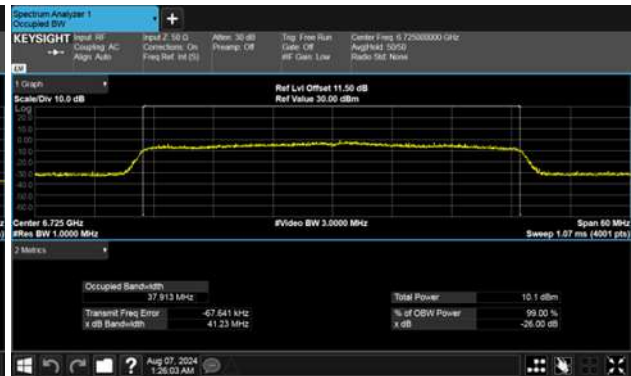 Spectrum Analyzer 1
Occupied BW
+
KEYSIGHT Input: RF Input Z: 50 Ω Atten: 30 dB Trig: Free Run Center Freq: 6.725000000 GHz
Coupling: AC Corrections: On Preamp: Off Gate: Off Avg|Hold: 50/50
Align: Auto Freq Ref: Int (S) #IF Gain: Low Radio Std: None
LXI
1 Graph
Scale/Div 10.0 dB
Ref Lvl Offset 11.50 dB
Ref Value 30.00 dBm
Log
20.0
10.0
0.00
-10.0
-20.0
-30.0
-40.0
-50.0
-60.0
Center 6.725 GHz #Video BW 3.0000 MHz Span 60 MHz
#Res BW 1.0000 MHz Sweep 1.07 ms (4001 pts)
2 Metrics
Occupied Bandwidth
37.913 MHz Total Power 10.1 dBm
Transmit Freq Error -67.641 kHz % of OBW Power 99.00 %
x dB Bandwidth 41.23 MHz x dB -26.00 dB
? Aug 07, 2024
1:26:03 AM